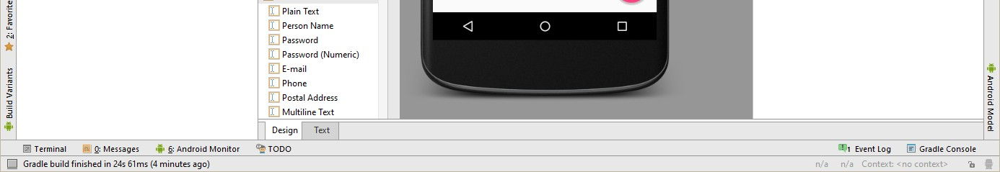 2: Favorite
Build Variants
Plain Text
Person Name
Password
Password (Numeric)
E-mail
Phone
Postal Address
Multiline Text
Design
Text
Android Model
Terminal
0: Messages
6: Android Monitor
TODO
1 Event Log
Gradle Console
Gradle build finished in 24s 61ms (4 minutes ago)
n/a
n/a
Context: <no context>